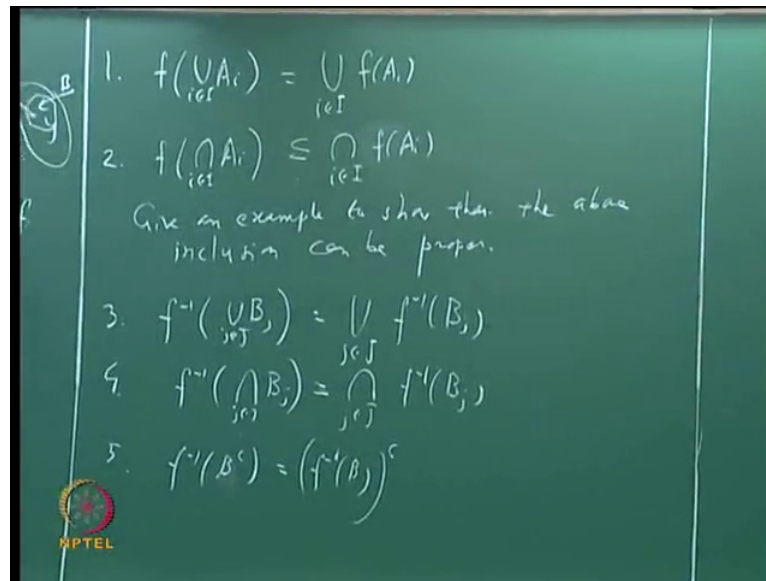 B
1. f(∪_{i∈I} A_i) = ∪_{i∈I} f(A_i)
2. f(∩_{i∈I} A_i) ⊆ ∩_{i∈I} f(A_i)
Give an example to show that the above
inclusion can be proper.
3. f⁻¹(∪_{j∈J} B_j) = ∪_{j∈J} f⁻¹(B_j)
4. f⁻¹(∩_{j∈J} B_j) = ∩_{j∈J} f⁻¹(B_j)
5. f⁻¹(B^c) = (f⁻¹(B))^c
NPTEL